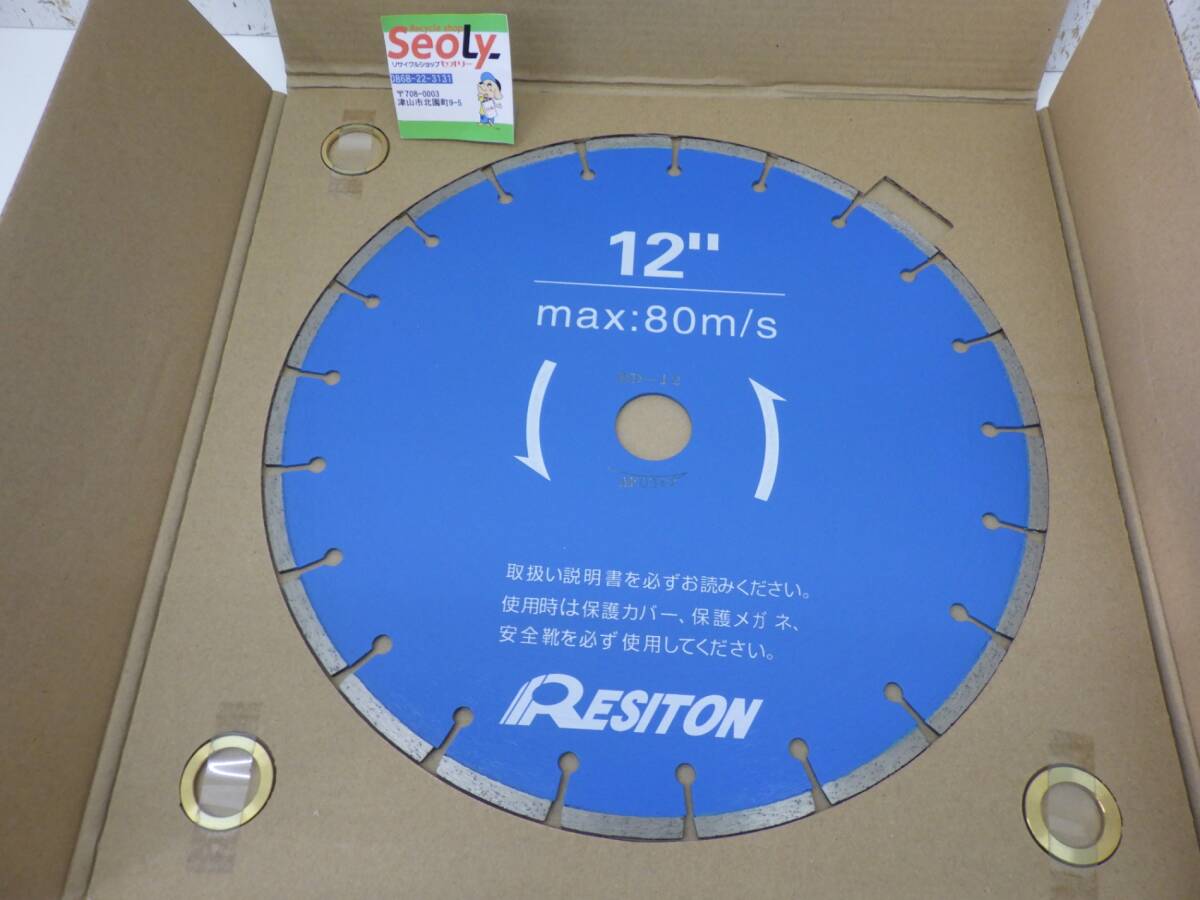 Recycle shop
SeoLy
リサイクルショップセオリー
0868-22-3131
〒708-0003
津山市北園町9-5
12"
max:80m/s
取扱い説明書を必ずお読みください。
使用時は保護カバー、保護メガネ、
安全靴を必ず使用してください。
RESITON